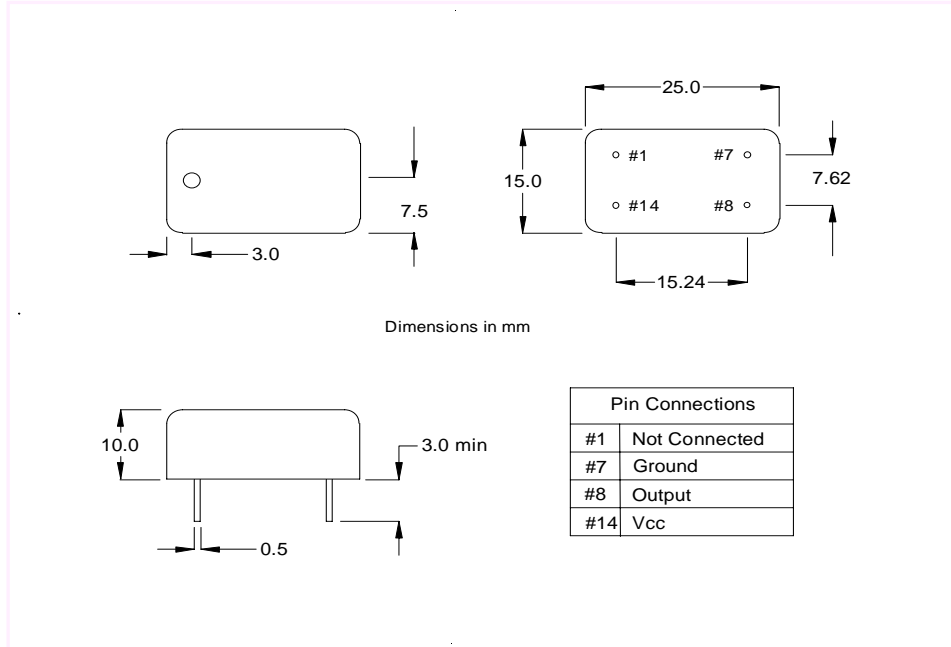 25.0
#1
#7
15.0
7.62
7.5
#14
#8
3.0
15.24
Dimensions in mm
10.0
3.0 min
0.5
Pin Connections
#1 Not Connected
#7 Ground
#8 Output
#14 Vcc